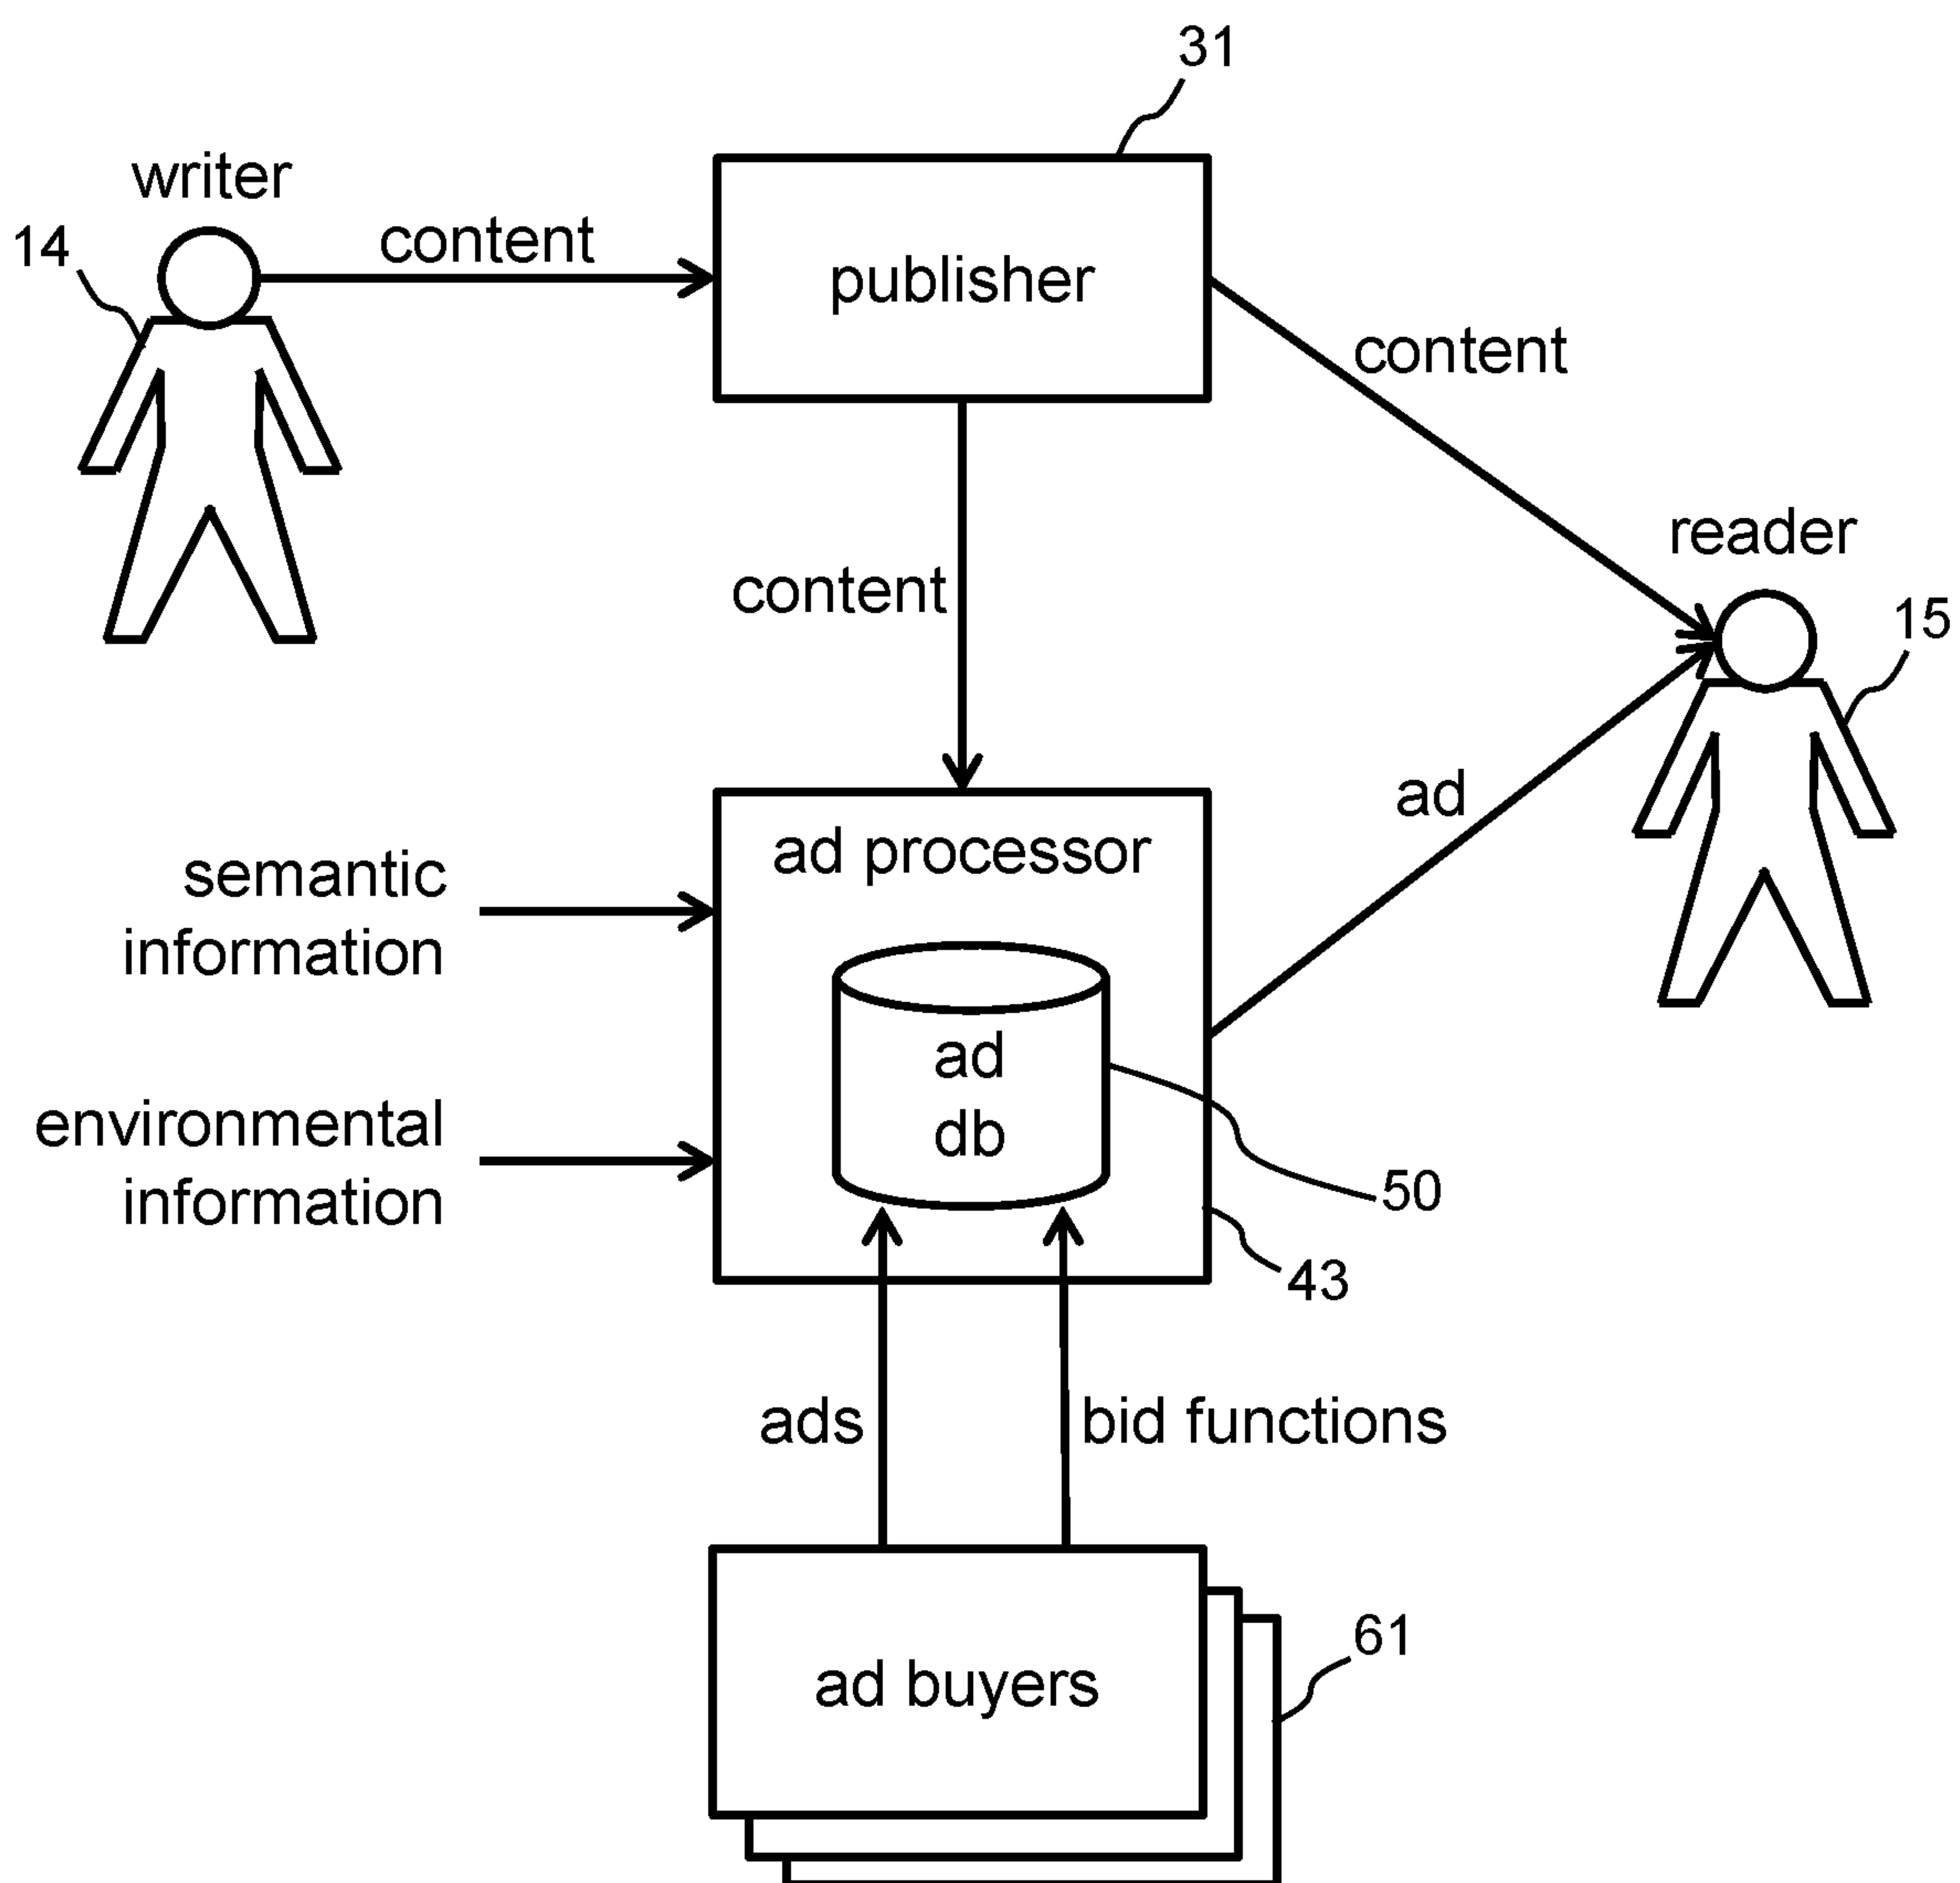 31
writer
14
content
publisher
content
reader
content
15
ad
ad processor
semantic
information
ad
db
environmental
information
50
43
ads
bid functions
61
ad buyers